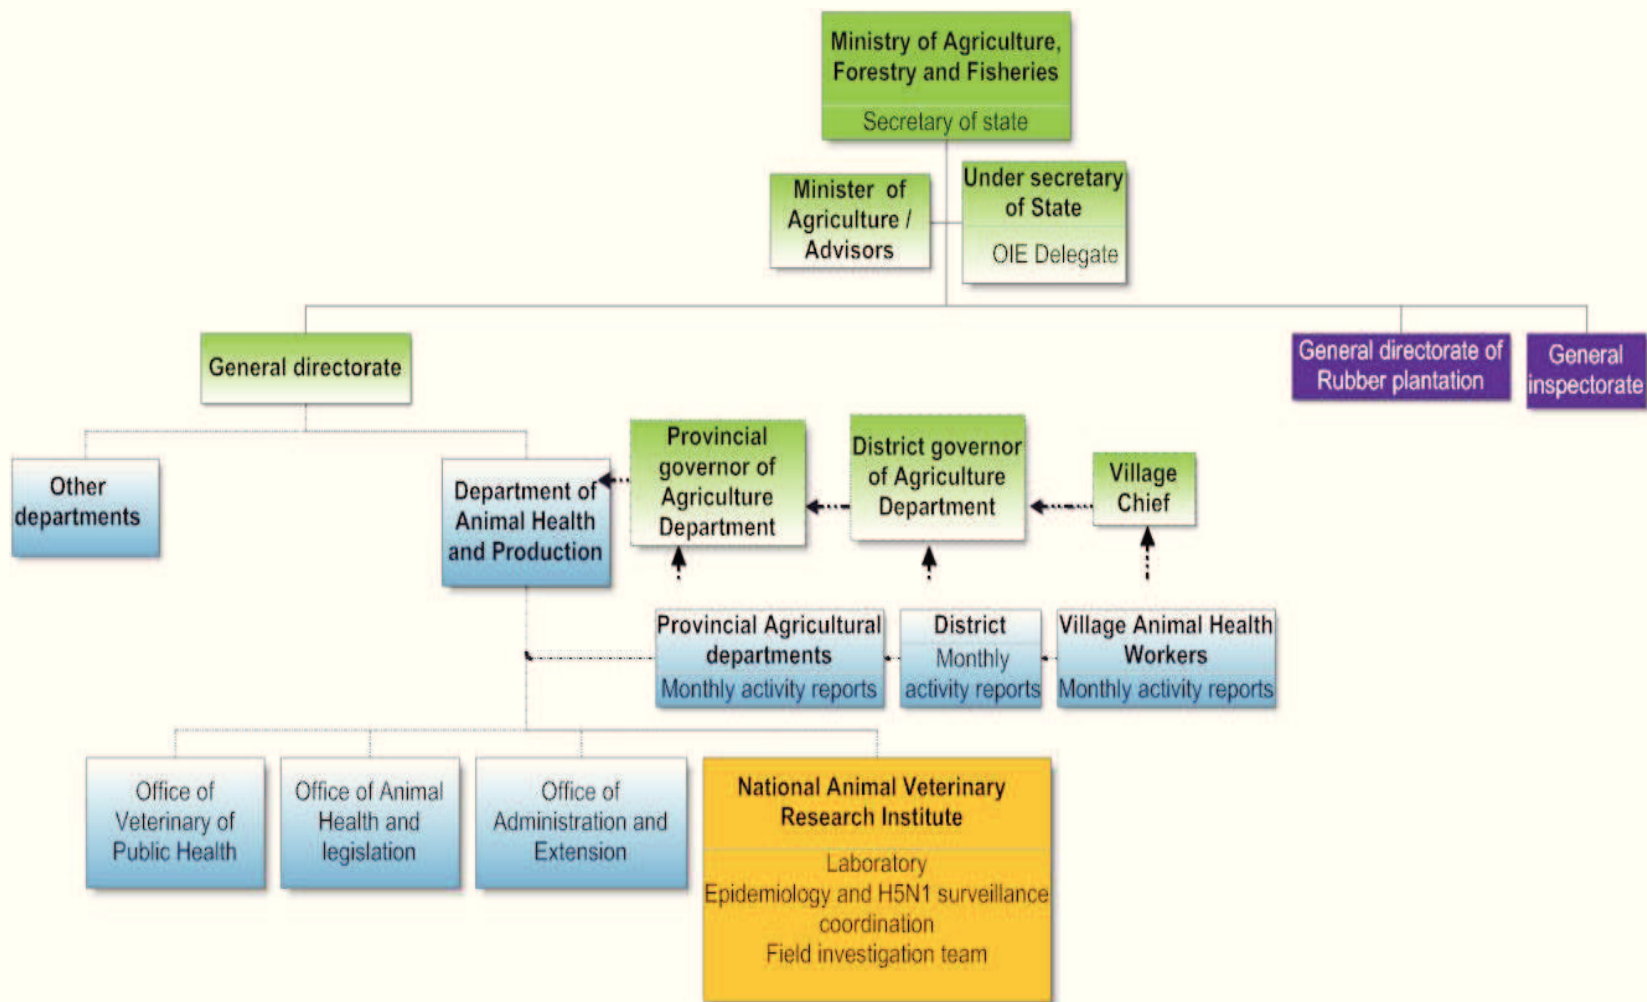 Ministry of Agriculture,
Forestry and Fisheries
Secretary of state
Minister of
Agriculture /
Advisors
Under secretary
of State
OIE Delegate
General directorate
General directorate of
Rubber plantation
General
inspectorate
Other
departments
Department of
Animal Health
and Production
Provincial
governor of
Agriculture
Department
District governor
of Agriculture
Department
Village
Chief
Provincial Agricultural
departments
Monthly activity reports
District
Monthly
activity reports
Village Animal Health
Workers
Monthly activity reports
Office of
Veterinary of
Public Health
Office of Animal
Health and
legislation
Office of
Administration and
Extension
National Animal Veterinary
Research Institute
Laboratory
Epidemiology and H5N1 surveillance
coordination
Field investigation team